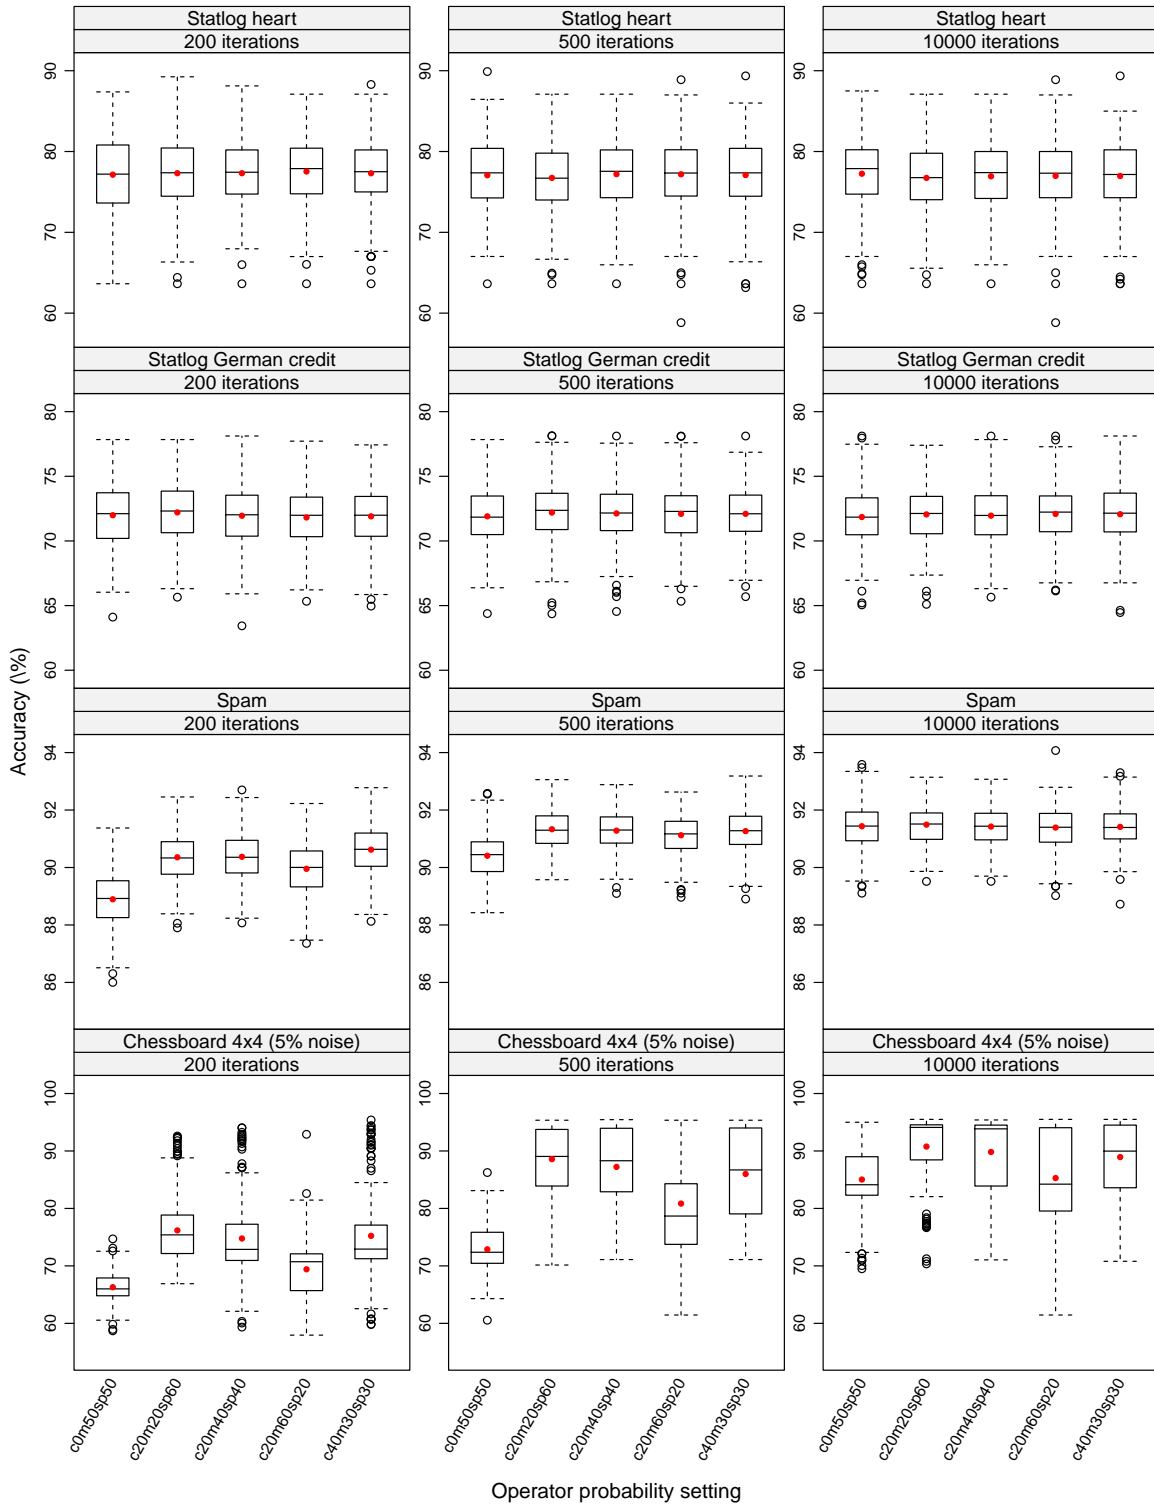 Statlog heart
Statlog heart
Statlog heart
200 iterations
500 iterations
10000 iterations
90
80
70
60
90
80
70
60
90
80
70
60
Statlog German credit
Statlog German credit
Statlog German credit
200 iterations
500 iterations
10000 iterations
80
75
70
65
60
80
75
70
65
60
80
75
70
65
60
Spam
Spam
Spam
200 iterations
500 iterations
10000 iterations
94
92
90
88
86
94
92
90
88
86
94
92
90
88
86
Chessboard 4x4 (5% noise)
Chessboard 4x4 (5% noise)
Chessboard 4x4 (5% noise)
200 iterations
500 iterations
10000 iterations
100
90
80
70
60
100
90
80
70
60
100
90
80
70
60
Accuracy (\%)
c0m50sp50
c20m20sp60
c20m40sp40
c20m60sp20
c40m30sp30
c0m50sp50
c20m20sp60
c20m40sp40
c20m60sp20
c40m30sp30
c0m50sp50
c20m20sp60
c20m40sp40
c20m60sp20
c40m30sp30
Operator probability setting